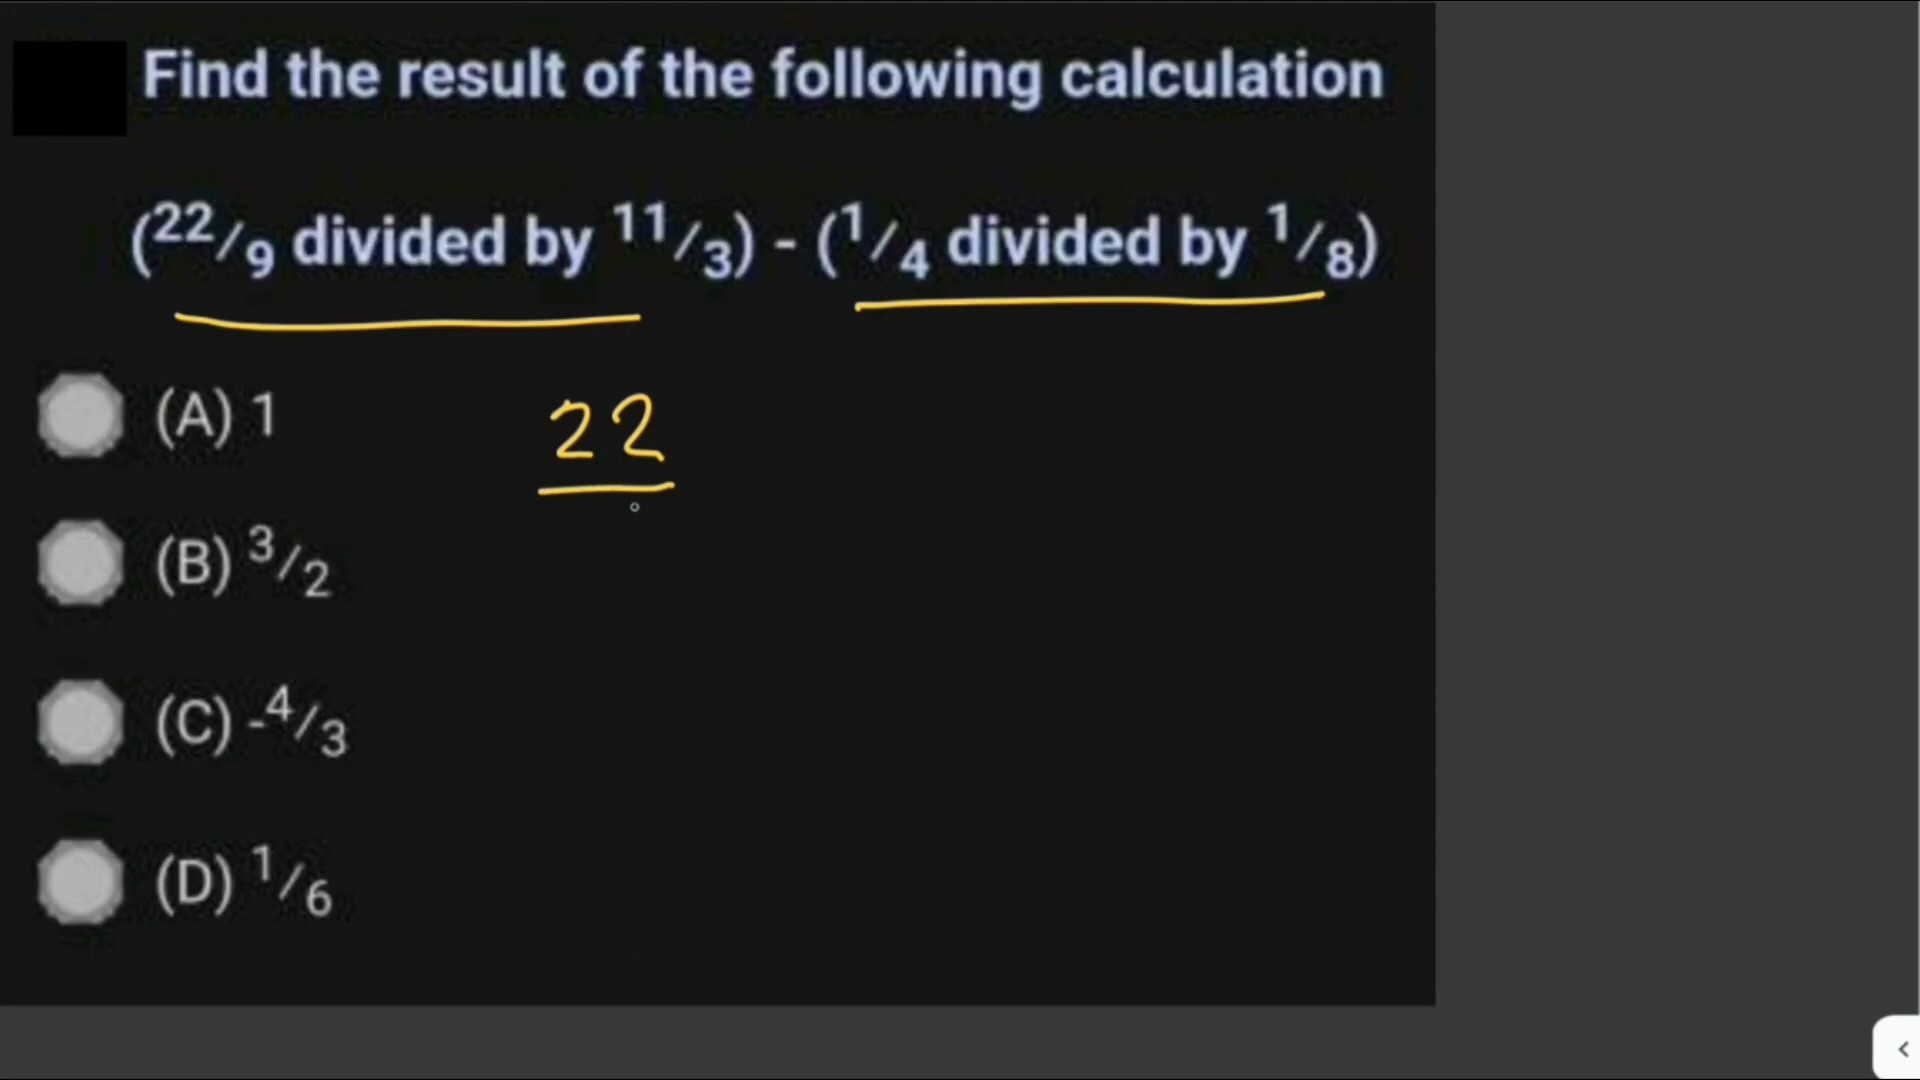 Find the result of the following calculation
(²²/₉ divided by ¹¹/₃) - (¹/₄ divided by ¹/₈)
(A) 1
22
(B) ³/₂
(C) -⁴/₃
(D) ¹/₆